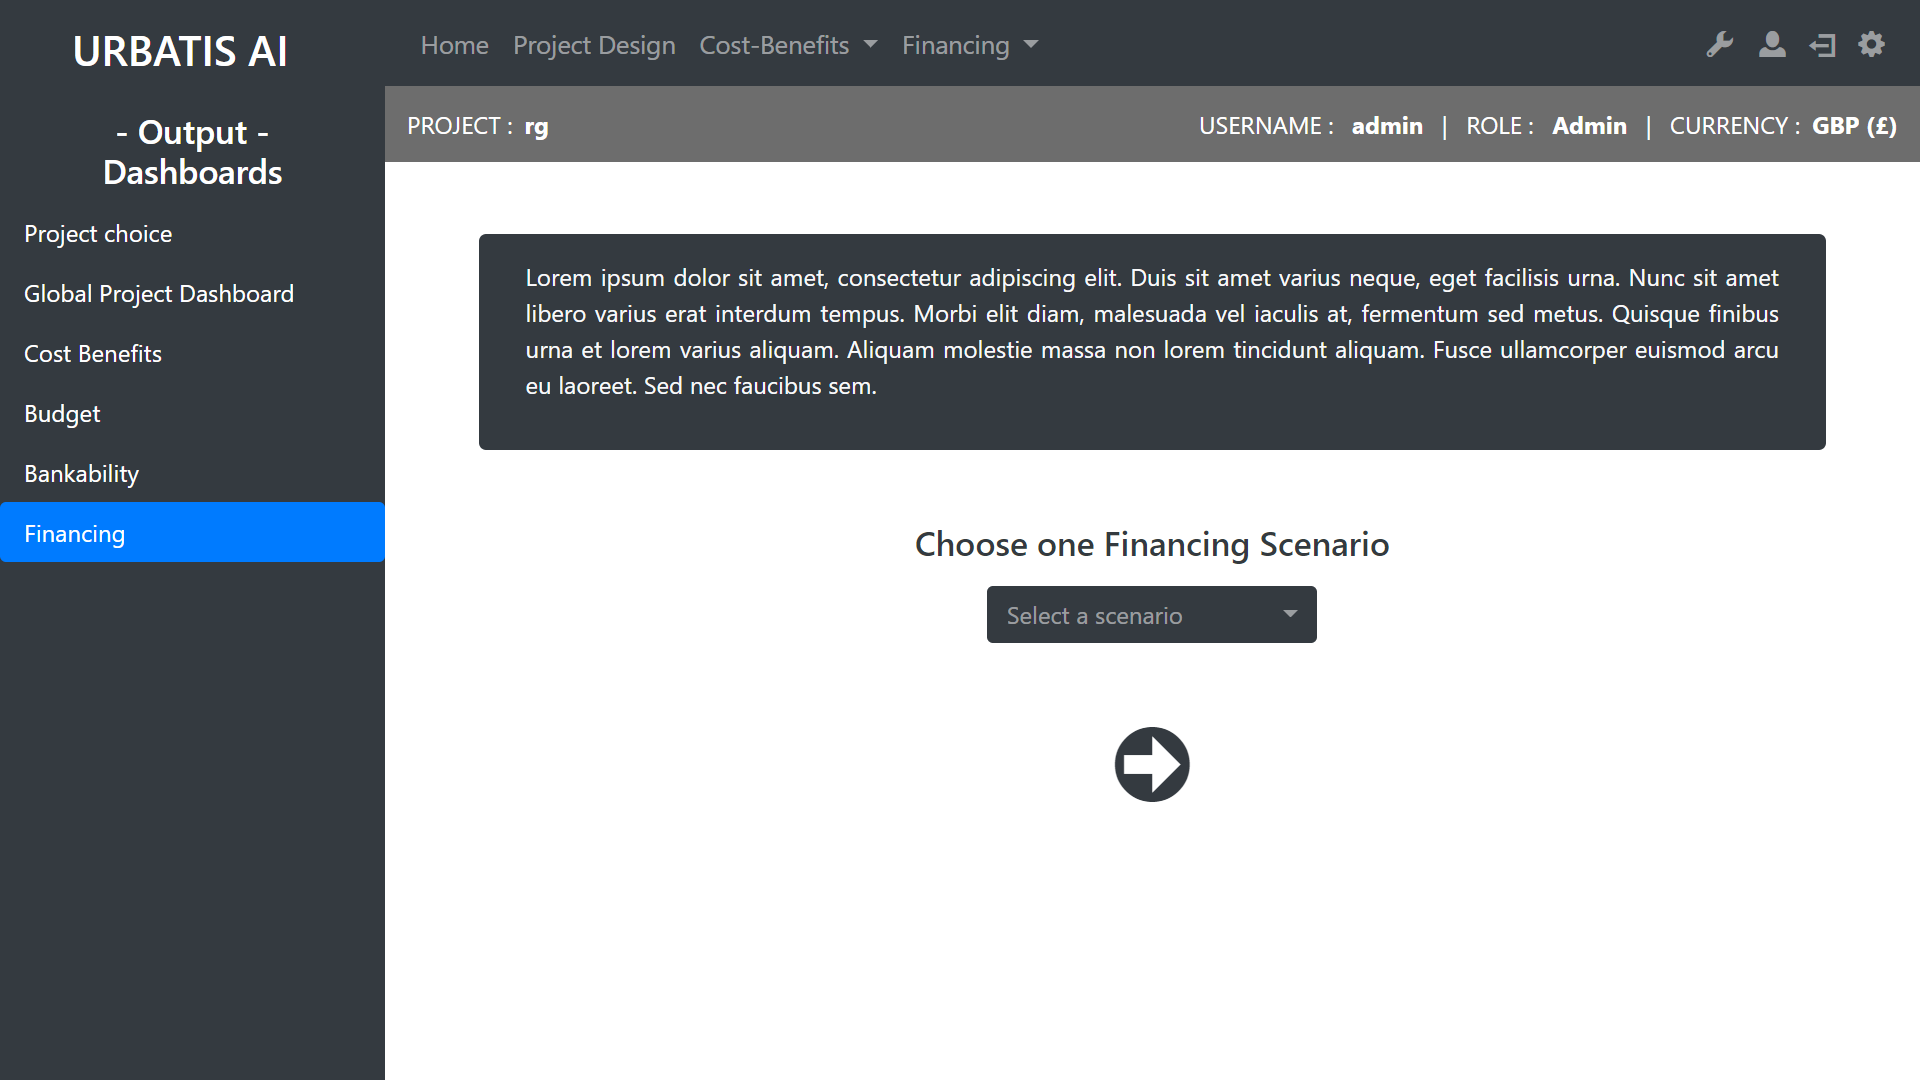 URBATIS AI
Home Project Design Cost-Benefits Financing
- Output -
Dashboards
PROJECT : rg
USERNAME : admin | ROLE : Admin | CURRENCY : GBP (£)
Project choice
Global Project Dashboard
Cost Benefits
Budget
Bankability
Financing
Lorem ipsum dolor sit amet, consectetur adipiscing elit. Duis sit amet varius neque, eget facilisis urna. Nunc sit amet
libero varius erat interdum tempus. Morbi elit diam, malesuada vel iaculis at, fermentum sed metus. Quisque finibus
urna et lorem varius aliquam. Aliquam molestie massa non lorem tincidunt aliquam. Fusce ullamcorper euismod arcu
eu laoreet. Sed nec faucibus sem.
Choose one Financing Scenario
Select a scenario